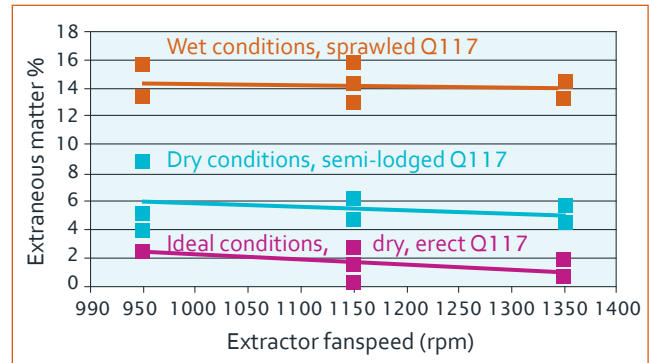 18
16
14
12
10
8
6
4
2
0
Extraneous matter %
Wet conditions, sprawled Q117
Dry conditions, semi-lodged Q117
Ideal conditions, dry, erect Q117
990 950 1000 1050 1100 1150 1200 1250 1300 1350 1400
Extractor fanspeed (rpm)